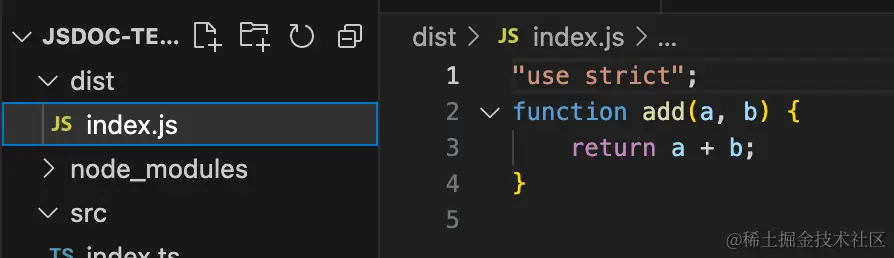 JSDOC-TE...
dist
JS index.js
node_modules
src
TS index.ts
dist > JS index.js > ...
1 "use strict";
2 function add(a, b) {
3 return a + b;
4 }
5
@稀土掘金技术社区